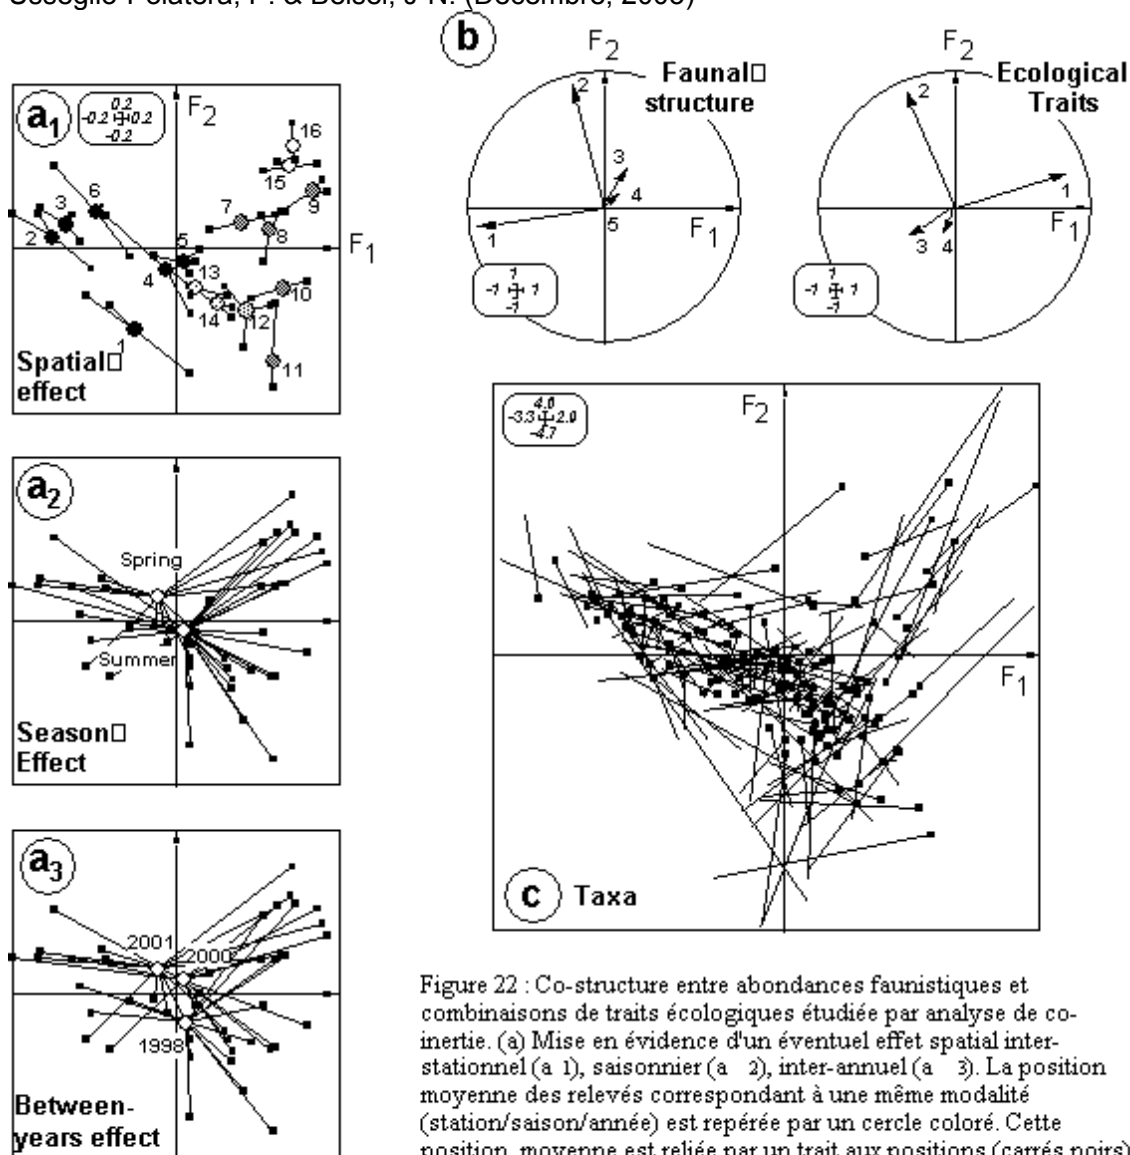 b
F2
Faunal
structure
2
3
4
5
1
F1
1
-1 1
-1
F2
Ecological
Traits
2
1
3 4
F1
1
-1 1
-1
a1
0.2
-0.2 0.2
-0.2
F2
F1
16
15
9
6
3
2
7
8
5
4
13
10
14
12
1
11
Spatial
effect
a2
Spring
Summer
Season
Effect
a3
2001
2000
1998
Between-
years effect
4.0
-3.3 2.0
-4.7
F2
F1
c Taxa
Figure 22 : Co-structure entre abondances faunistiques et
combinaisons de traits écologiques étudiée par analyse de co-
inertie. (a) Mise en évidence d'un éventuel effet spatial inter-
stationnel (a 1), saisonnier (a 2), inter-annuel (a 3). La position
moyenne des relevés correspondant à une même modalité
(station/saison/année) est repérée par un cercle coloré. Cette
position moyenne est reliée par un trait aux positions (carrés noirs)